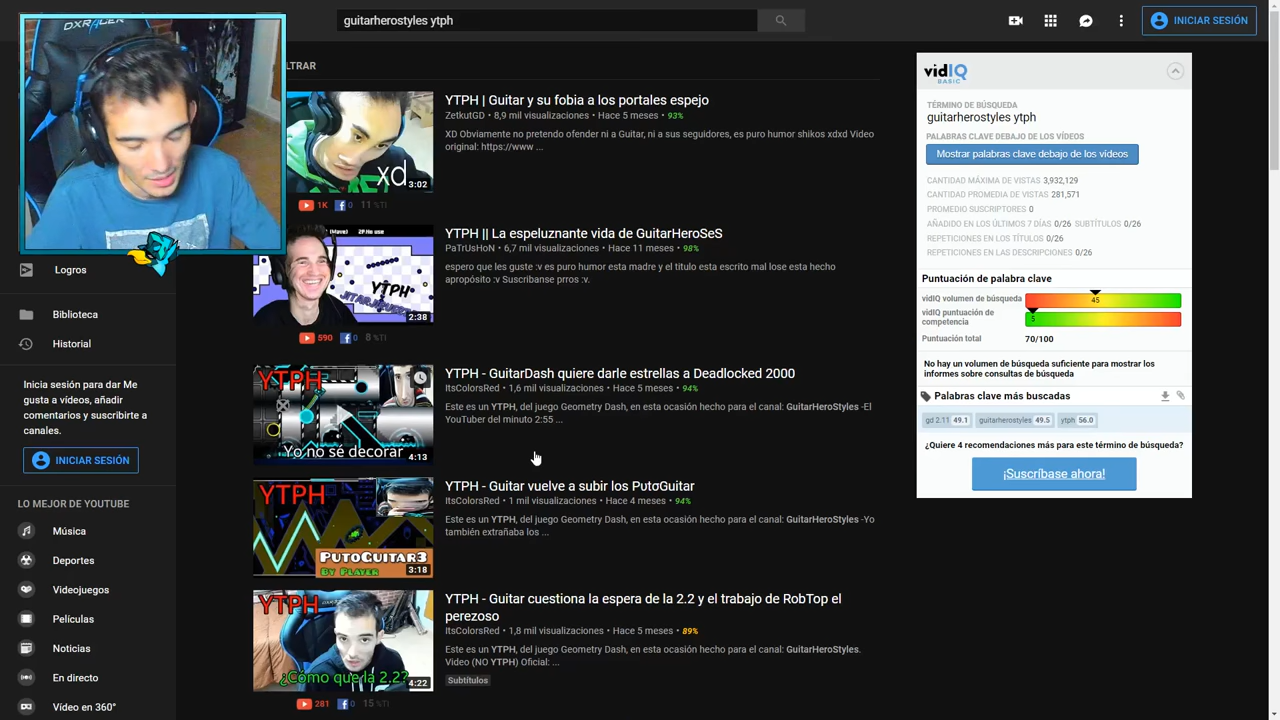 DXRACER
guitarherostyles ytph
INICIAR SESIÓN
LTRAR
YTPH | Guitar y su fobia a los portales espejo
ZetkutGD • 8,9 mil visualizaciones • Hace 5 meses • 93%
XD Obviamente no pretendo ofender ni a Guitar, ni a sus seguidores, es puro humor shikos xdxd Video
original: https://www ...
xd
3:02
1K 0 11 %TI
YTPH || La espeluznante vida de GuitarHeroSeS
PaTrUsHoN • 6,7 mil visualizaciones • Hace 11 meses • 98%
espero que les guste :v es puro humor esta madre y el titulo esta escrito mal lose esta hecho
apropósito :v Suscribanse prros :v.
YTPH
2:38
590 0 8 %TI
YTPH - GuitarDash quiere darle estrellas a Deadlocked 2000
ItsColorsRed • 1,6 mil visualizaciones • Hace 5 meses • 94%
Este es un YTPH, del juego Geometry Dash, en esta ocasión hecho para el canal: GuitarHeroStyles -El
YouTuber del minuto 2:55 ...
YTPH
Yo no se decorar
4:13
YTPH - Guitar vuelve a subir los PutoGuitar
ItsColorsRed • 1 mil visualizaciones • Hace 4 meses • 94%
Este es un YTPH, del juego Geometry Dash, en esta ocasión hecho para el canal: GuitarHeroStyles -Yo
también extrañaba los ...
YTPH
PUTOGUITAR3
BY PLAYER
3:18
YTPH - Guitar cuestiona la espera de la 2.2 y el trabajo de RobTop el
perezoso
ItsColorsRed • 1,8 mil visualizaciones • Hace 5 meses • 89%
Este es un YTPH, del juego Geometry Dash, en esta ocasión hecho para el canal: GuitarHeroStyles.
Video (NO YTPH) Oficial: ...
Subtítulos
YTPH
¿Cómo que la 2.2?
4:22
281 0 15 %TI
Logros
Biblioteca
Historial
Inicia sesión para dar Me
gusta a vídeos, añadir
comentarios y suscribirte a
canales.
INICIAR SESIÓN
LO MEJOR DE YOUTUBE
Música
Deportes
Videojuegos
Películas
Noticias
En directo
Vídeo en 360°
vidIQ
BASIC
TÉRMINO DE BÚSQUEDA
guitarherostyles ytph
PALABRAS CLAVE DEBAJO DE LOS VÍDEOS
Mostrar palabras clave debajo de los vídeos
CANTIDAD MÁXIMA DE VISTAS 3,932,129
CANTIDAD PROMEDIA DE VISTAS 281,571
PROMEDIO SUSCRIPTORES 0
AÑADIDO EN LOS ÚLTIMOS 7 DÍAS 0/26 SUBTÍTULOS 0/26
REPETICIONES EN LOS TÍTULOS 0/26
REPETICIONES EN LAS DESCRIPCIONES 0/26
Puntuación de palabra clave
vidIQ volumen de búsqueda 45
vidIQ puntuación de
competencia 5
Puntuación total 70/100
No hay un volumen de búsqueda suficiente para mostrar los
informes sobre consultas de búsqueda
Palabras clave más buscadas
gd 2.11 49.1 guitarherostyles 49.5 ytph 56.0
¿Quiere 4 recomendaciones más para este término de búsqueda?
¡Suscríbase ahora!